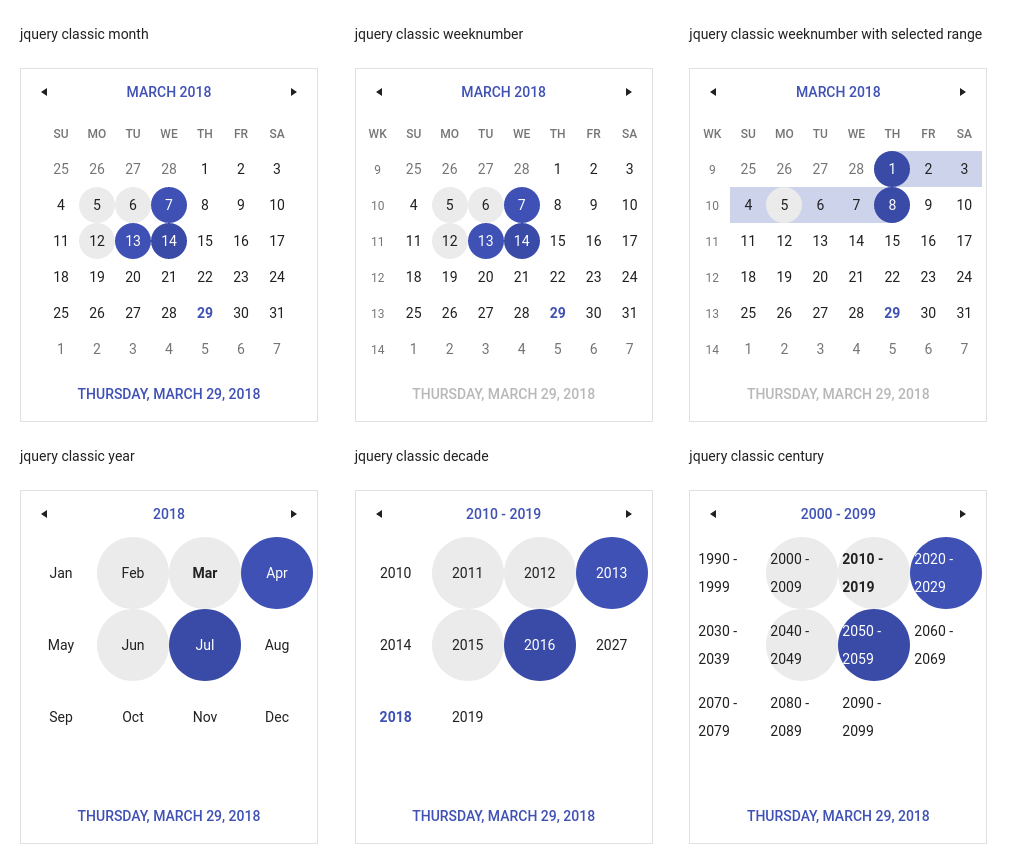 jquery classic month
MARCH 2018
SU MO TU WE TH FR SA
25 26 27 28 1 2 3
4 5 6 7 8 9 10
11 12 13 14 15 16 17
18 19 20 21 22 23 24
25 26 27 28 29 30 31
1 2 3 4 5 6 7
THURSDAY, MARCH 29, 2018
jquery classic weeknumber
MARCH 2018
WK SU MO TU WE TH FR SA
9 25 26 27 28 1 2 3
10 4 5 6 7 8 9 10
11 11 12 13 14 15 16 17
12 18 19 20 21 22 23 24
13 25 26 27 28 29 30 31
14 1 2 3 4 5 6 7
THURSDAY, MARCH 29, 2018
jquery classic weeknumber with selected range
MARCH 2018
WK SU MO TU WE TH FR SA
9 25 26 27 28 1 2 3
10 4 5 6 7 8 9 10
11 11 12 13 14 15 16 17
12 18 19 20 21 22 23 24
13 25 26 27 28 29 30 31
14 1 2 3 4 5 6 7
THURSDAY, MARCH 29, 2018
jquery classic year
2018
Jan Feb Mar Apr
May Jun Jul Aug
Sep Oct Nov Dec
THURSDAY, MARCH 29, 2018
jquery classic decade
2010 - 2019
2010 2011 2012 2013
2014 2015 2016 2027
2018 2019
THURSDAY, MARCH 29, 2018
jquery classic century
2000 - 2099
1990 - 2000 - 2010 - 2020 -
1999 2009 2019 2029
2030 - 2040 - 2050 - 2060 -
2039 2049 2059 2069
2070 - 2080 - 2090 -
2079 2089 2099
THURSDAY, MARCH 29, 2018